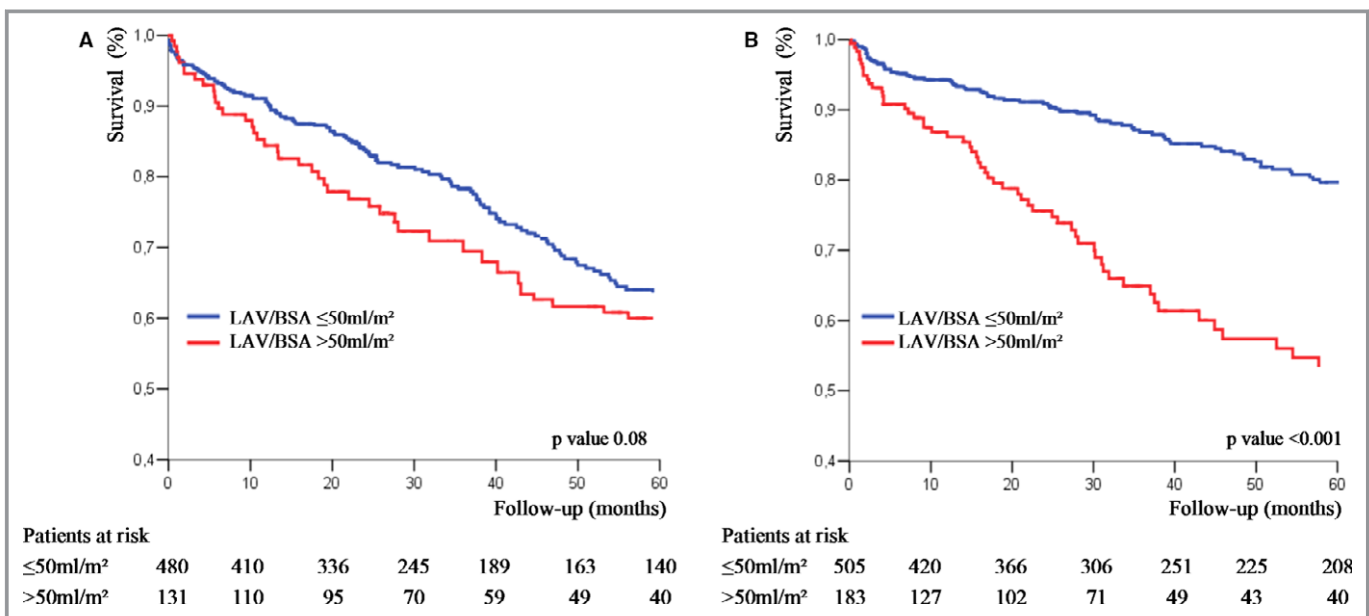 A
Survival (%)
1,0
0,9
0,8
0,7
0,6
0,5
0,4
LAV/BSA ≤50ml/m²
LAV/BSA >50ml/m²
p value 0.08
0 10 20 30 40 50 60
Follow-up (months)
Patients at risk
≤50ml/m² 480 410 336 245 189 163 140
>50ml/m² 131 110 95 70 59 49 40
B
Survival (%)
1,0
0,9
0,8
0,7
0,6
0,5
0,4
LAV/BSA ≤50ml/m²
LAV/BSA >50ml/m²
p value <0.001
0 10 20 30 40 50 60
Follow-up (months)
Patients at risk
≤50ml/m² 505 420 366 306 251 225 208
>50ml/m² 183 127 102 71 49 43 40